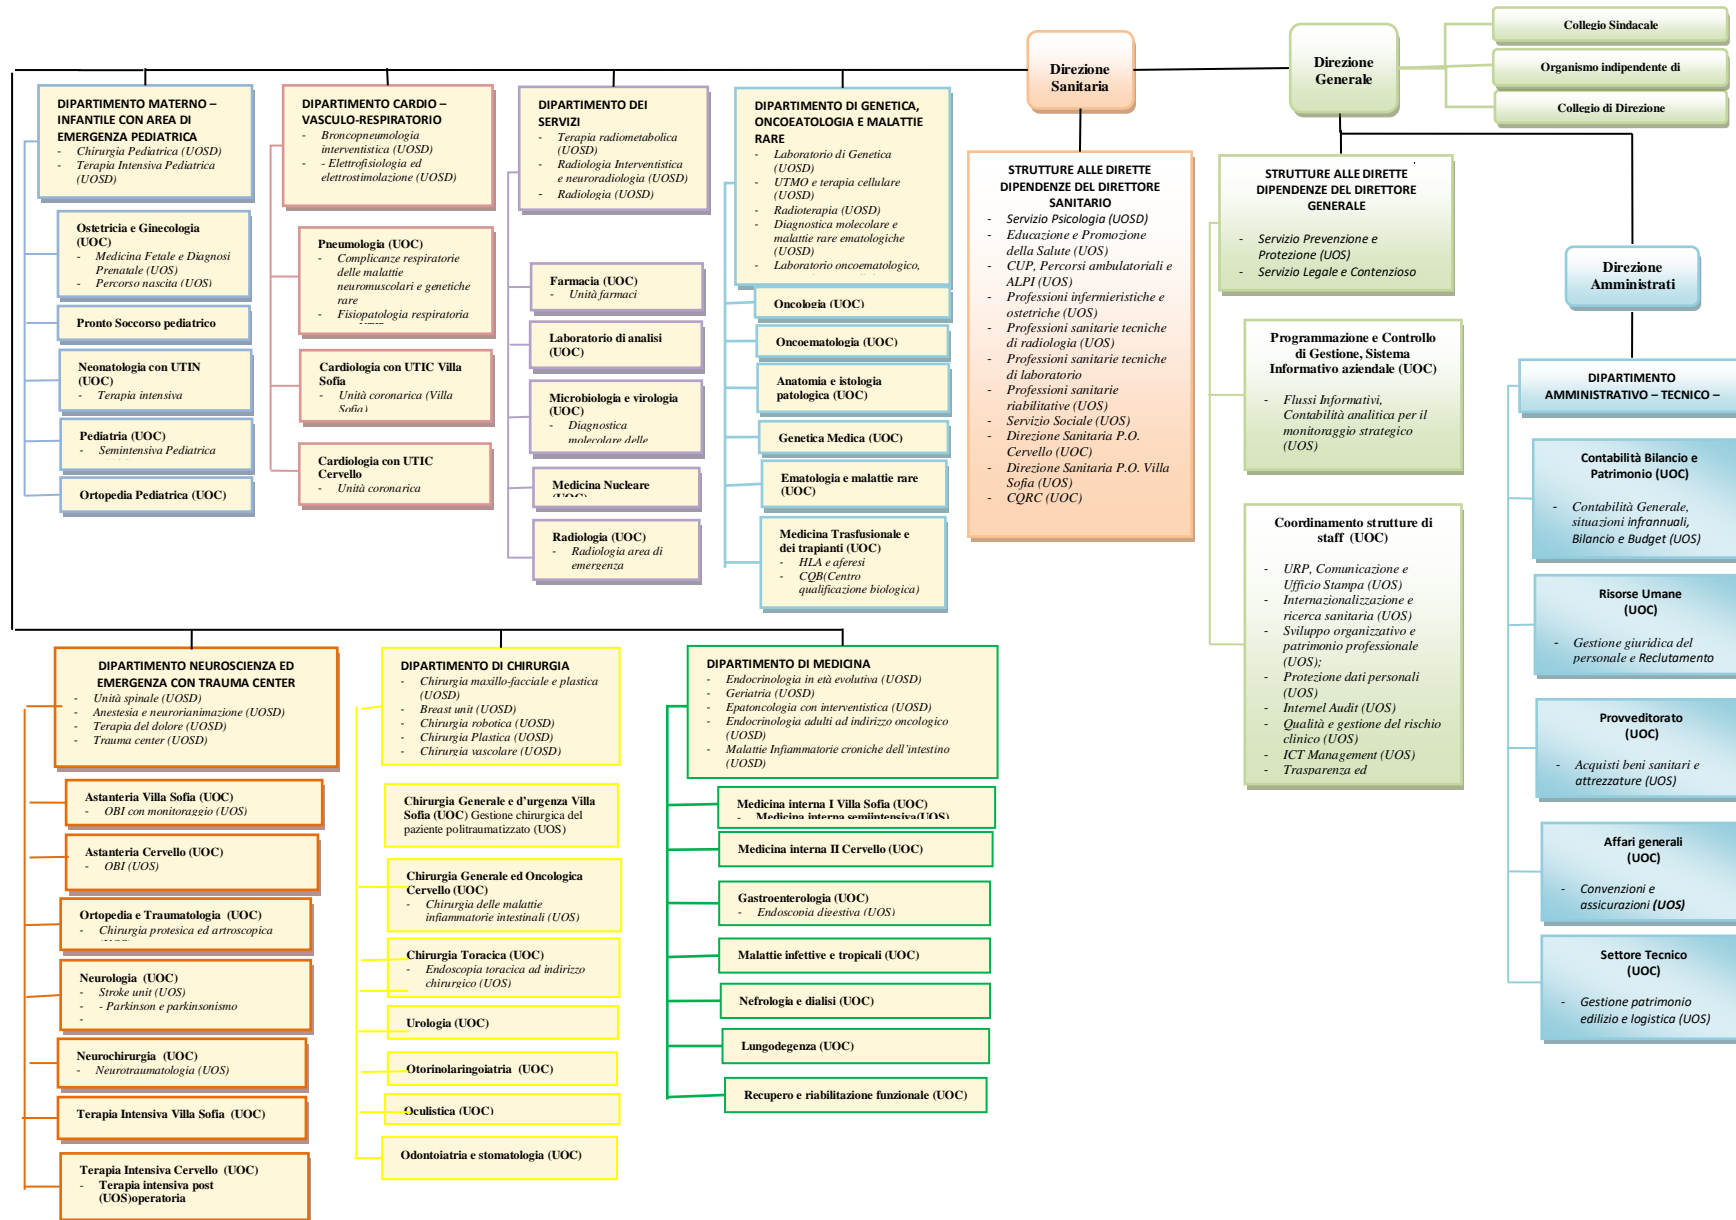 Collegio Sindacale
Organismo indipendente di
Collegio di Direzione
Direzione
Generale
Direzione
Sanitaria
DIPARTIMENTO MATERNO –
INFANTILE CON AREA DI
EMERGENZA PEDIATRICA
- Chirurgia Pediatrica (UOSD)
- Terapia Intensiva Pediatrica
(UOSD)
Ostetricia e Ginecologia
(UOC)
- Medicina Fetale e Diagnosi
Prenatale (UOS)
- Percorso nascita (UOS)
Pronto Soccorso pediatrico
Neonatologia con UTIN
(UOC)
- Terapia intensiva
Pediatria (UOC)
- Semintensiva Pediatrica
Ortopedia Pediatrica (UOC)
DIPARTIMENTO CARDIO –
VASCULO-RESPIRATORIO
- Broncopneumologia
interventistica (UOSD)
- - Elettrofisiologia ed
elettrostimolazione (UOSD)
Pneumologia (UOC)
- Complicanze respiratorie
delle malattie
neuromuscolari e genetiche
rare
- Fisiopatologia respiratoria
Cardiologia con UTIC Villa
Sofia
- Unità coronarica (Villa
Sofia)
Cardiologia con UTIC
Cervello
- Unità coronarica
DIPARTIMENTO DEI
SERVIZI
- Terapia radiometabolica
(UOSD)
- Radiologia Interventistica
e neuroradiologia (UOSD)
- Radiologia (UOSD)
Farmacia (UOC)
- Unità farmaci
Laboratorio di analisi
(UOC)
Microbiologia e virologia
(UOC)
- Diagnostica
molecolare delle
Medicina Nucleare
(UOC)
Radiologia (UOC)
- Radiologia area di
emergenza
DIPARTIMENTO DI GENETICA,
ONCOEATOLOGIA E MALATTIE
RARE
- Laboratorio di Genetica
(UOSD)
- UTMO e terapia cellulare
(UOSD)
- Radioterapia (UOSD)
- Diagnostica molecolare e
malattie rare ematologiche
(UOSD)
- Laboratorio oncoematologico,
Oncologia (UOC)
Oncoematologia (UOC)
Anatomia e istologia
patologica (UOC)
Genetica Medica (UOC)
Ematologia e malattie rare
(UOC)
Medicina Trasfusionale e
dei trapianti (UOC)
- HLA e aferesi
- CQB(Centro
qualificazione biologica)
STRUTTURE ALLE DIRETTE
DIPENDENZE DEL DIRETTORE
SANITARIO
- Servizio Psicologia (UOSD)
- Educazione e Promozione
della Salute (UOS)
- CUP, Percorsi ambulatoriali e
ALPI (UOS)
- Professioni infermieristiche e
ostetriche (UOS)
- Professioni sanitarie tecniche
di radiologia (UOS)
- Professioni sanitarie tecniche
di laboratorio
- Professioni sanitarie
riabilitative (UOS)
- Servizio Sociale (UOS)
- Direzione Sanitaria P.O.
Cervello (UOC)
- Direzione Sanitaria P.O. Villa
Sofia (UOS)
- CQRC (UOC)
STRUTTURE ALLE DIRETTE
DIPENDENZE DEL DIRETTORE
GENERALE
- Servizio Prevenzione e
Protezione (UOS)
- Servizio Legale e Contenzioso
Programmazione e Controllo
di Gestione, Sistema
Informativo aziendale (UOC)
- Flussi Informativi,
Contabilità analitica per il
monitoraggio strategico
(UOS)
Coordinamento strutture di
staff (UOC)
- URP, Comunicazione e
Ufficio Stampa (UOS)
- Internazionalizzazione e
ricerca sanitaria (UOS)
- Sviluppo organizzativo e
patrimonio professionale
(UOS);
- Protezione dati personali
(UOS)
- Internel Audit (UOS)
- Qualità e gestione del rischio
clinico (UOS)
- ICT Management (UOS)
- Trasparenza ed
Direzione
Amministrati
DIPARTIMENTO
AMMINISTRATIVO – TECNICO –
Contabilità Bilancio e
Patrimonio (UOC)
- Contabilità Generale,
situazioni infrannuali,
Bilancio e Budget (UOS)
Risorse Umane
(UOC)
- Gestione giuridica del
personale e Reclutamento
Provveditorato
(UOC)
- Acquisti beni sanitari e
attrezzature (UOS)
Affari generali
(UOC)
- Convenzioni e
assicurazioni (UOS)
Settore Tecnico
(UOC)
- Gestione patrimonio
edilizio e logistica (UOS)
DIPARTIMENTO NEUROSCIENZA ED
EMERGENZA CON TRAUMA CENTER
- Unità spinale (UOSD)
- Anestesia e neurorianimazione (UOSD)
- Terapia del dolore (UOSD)
- Trauma center (UOSD)
Astanteria Villa Sofia (UOC)
- OBI con monitoraggio (UOS)
Astanteria Cervello (UOC)
- OBI (UOS)
Ortopedia e Traumatologia (UOC)
- Chirurgia protesica ed artroscopica
Neurologia (UOC)
- Stroke unit (UOS)
- - Parkinson e parkinsonismo
-
Neurochirurgia (UOC)
- Neurotraumatologia (UOS)
Terapia Intensiva Villa Sofia (UOC)
Terapia Intensiva Cervello (UOC)
- Terapia intensiva post
(UOS)operatoria
DIPARTIMENTO DI CHIRURGIA
- Chirurgia maxillo-facciale e plastica
(UOSD)
- Breast unit (UOSD)
- Chirurgia robotica (UOSD)
- Chirurgia Plastica (UOSD)
- Chirurgia vascolare (UOSD)
Chirurgia Generale e d'urgenza Villa
Sofia (UOC) Gestione chirurgica del
paziente politraumatizzato (UOS)
Chirurgia Generale ed Oncologica
Cervello (UOC)
- Chirurgia delle malattie
infiammatorie intestinali (UOS)
Chirurgia Toracica (UOC)
- Endoscopia toracica ad indirizzo
chirurgico (UOS)
Urologia (UOC)
Otorinolaringoiatria (UOC)
Oculistica (UOC)
Odontoiatria e stomatologia (UOC)
DIPARTIMENTO DI MEDICINA
- Endocrinologia in età evolutiva (UOSD)
- Geriatria (UOSD)
- Epatoncologia con interventistica (UOSD)
- Endocrinologia adulti ad indirizzo oncologico
(UOSD)
- Malattie Infiammatorie croniche dell'intestino
(UOSD)
Medicina interna I Villa Sofia (UOC)
- Medicina interna semiintensiva(UOS)
Medicina interna II Cervello (UOC)
Gastroenterologia (UOC)
- Endoscopia digestiva (UOS)
Malattie infettive e tropicali (UOC)
Nefrologia e dialisi (UOC)
Lungodegenza (UOC)
Recupero e riabilitazione funzionale (UOC)